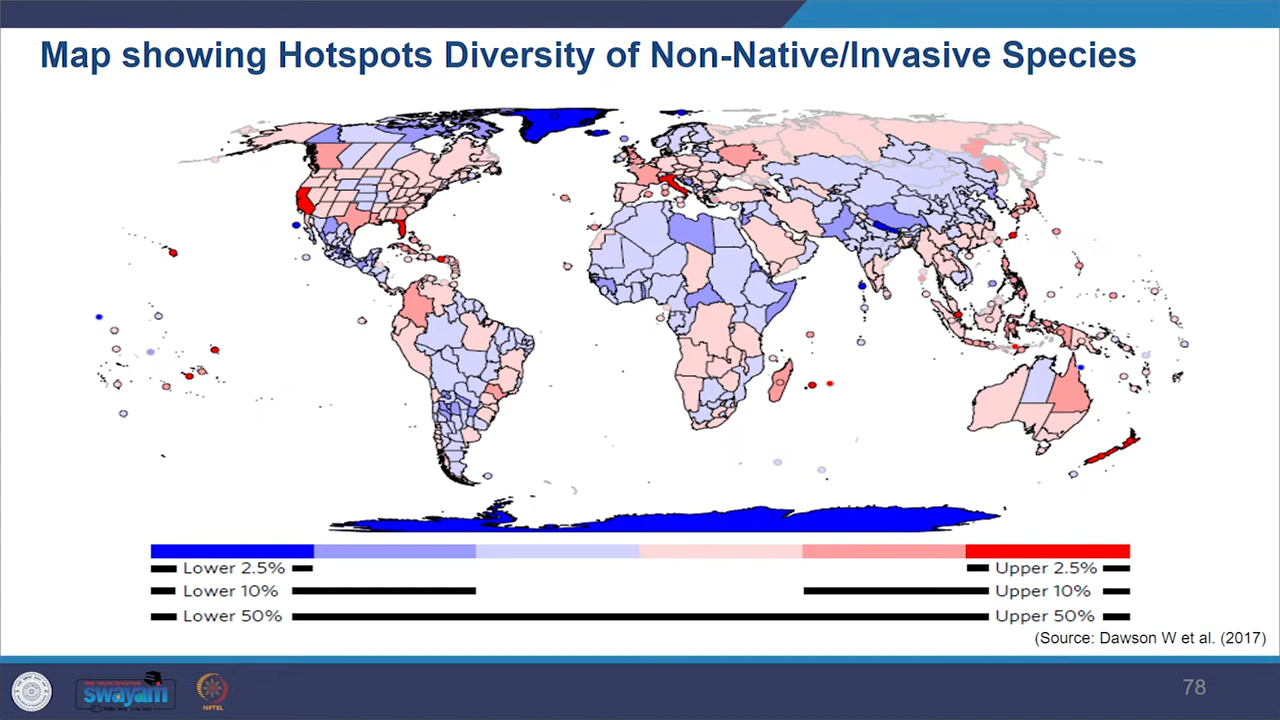 Map showing Hotspots Diversity of Non-Native/Invasive Species
Lower 2.5%
Upper 2.5%
Lower 10%
Upper 10%
Lower 50%
Upper 50%
(Source: Dawson W et al. (2017)
swayam
NPTEL
78